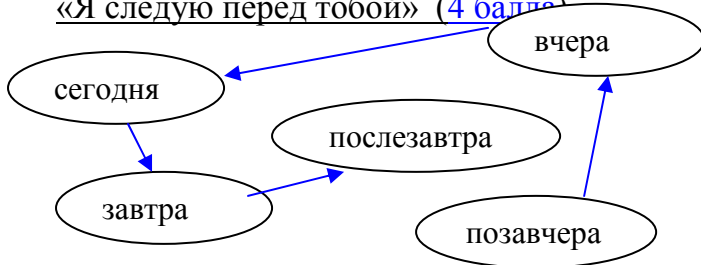 «Я следую перед тобой» (4 балла)
вчера
сегодня
послезавтра
завтра
позавчера